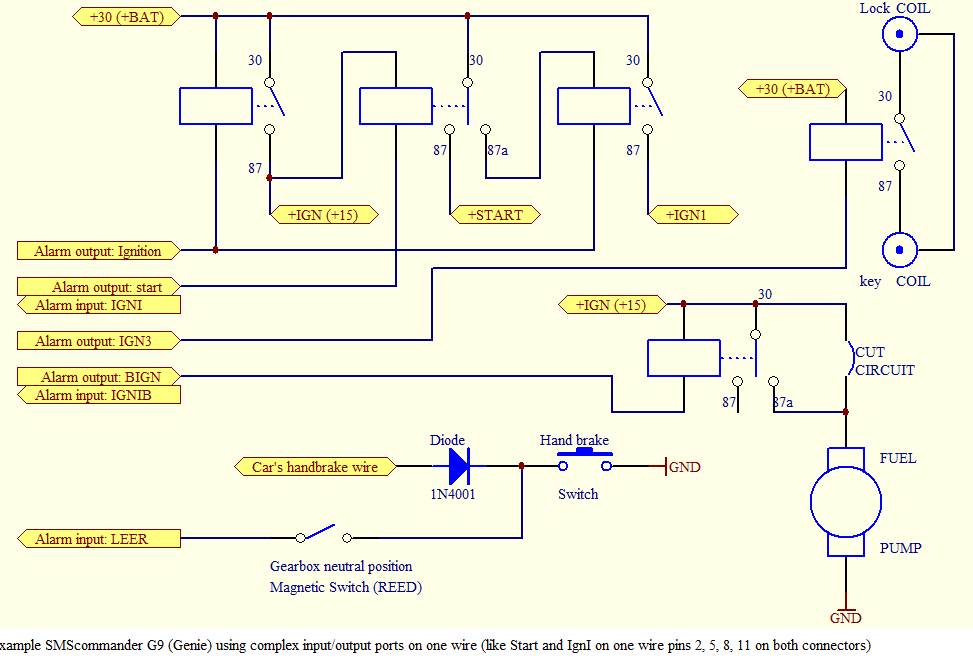 Lock COIL
+30 (+BAT)
30
30
30
+30 (+BAT)
30
87
87
87a
87
87
+IGN (+15)
+START
+IGN1
Alarm output: Ignition
key COIL
Alarm output: start
Alarm input: IGNI
+IGN (+15)
30
Alarm output: IGN3
CUT
CIRCUIT
Alarm output: BIGN
Alarm input: IGNIB
87
87a
Diode
Hand brake
FUEL
Car's handbrake wire
GND
1N4001
Switch
Alarm input: LEER
PUMP
Gearbox neutral position
Magnetic Switch (REED)
GND
xample SMScommander G9 (Genie) using complex input/output ports on one wire (like Start and IgnI on one wire pins 2, 5, 8, 11 on both connectors)